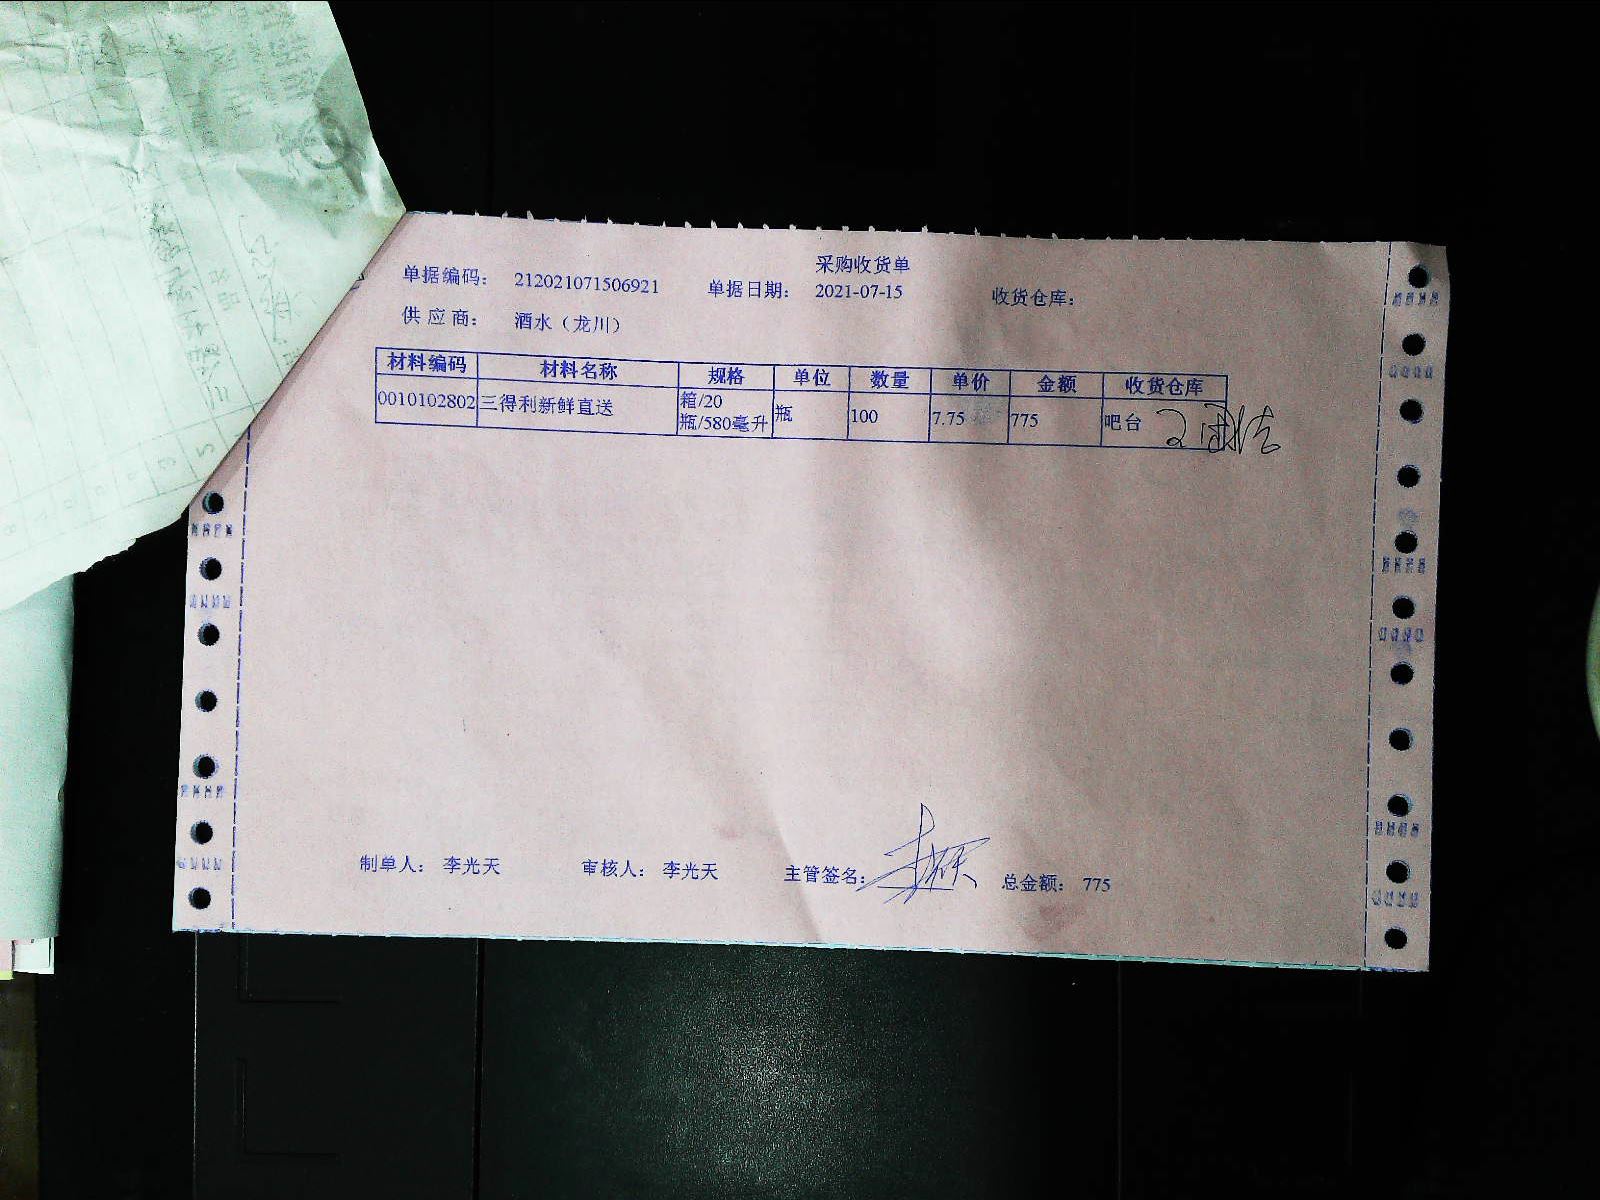 采购收货单
单据编码： 212021071506921 单据日期： 2021-07-15 收货仓库：
供应商： 酒水（龙川）
材料编码 材料名称 规格 单位 数量 单价 金额 收货仓库
0010102802 三得利新鲜直送 箱/20瓶/580毫升 瓶 100 7.75 775 吧台
制单人： 李光天 审核人： 李光天 主管签名： 总金额： 775